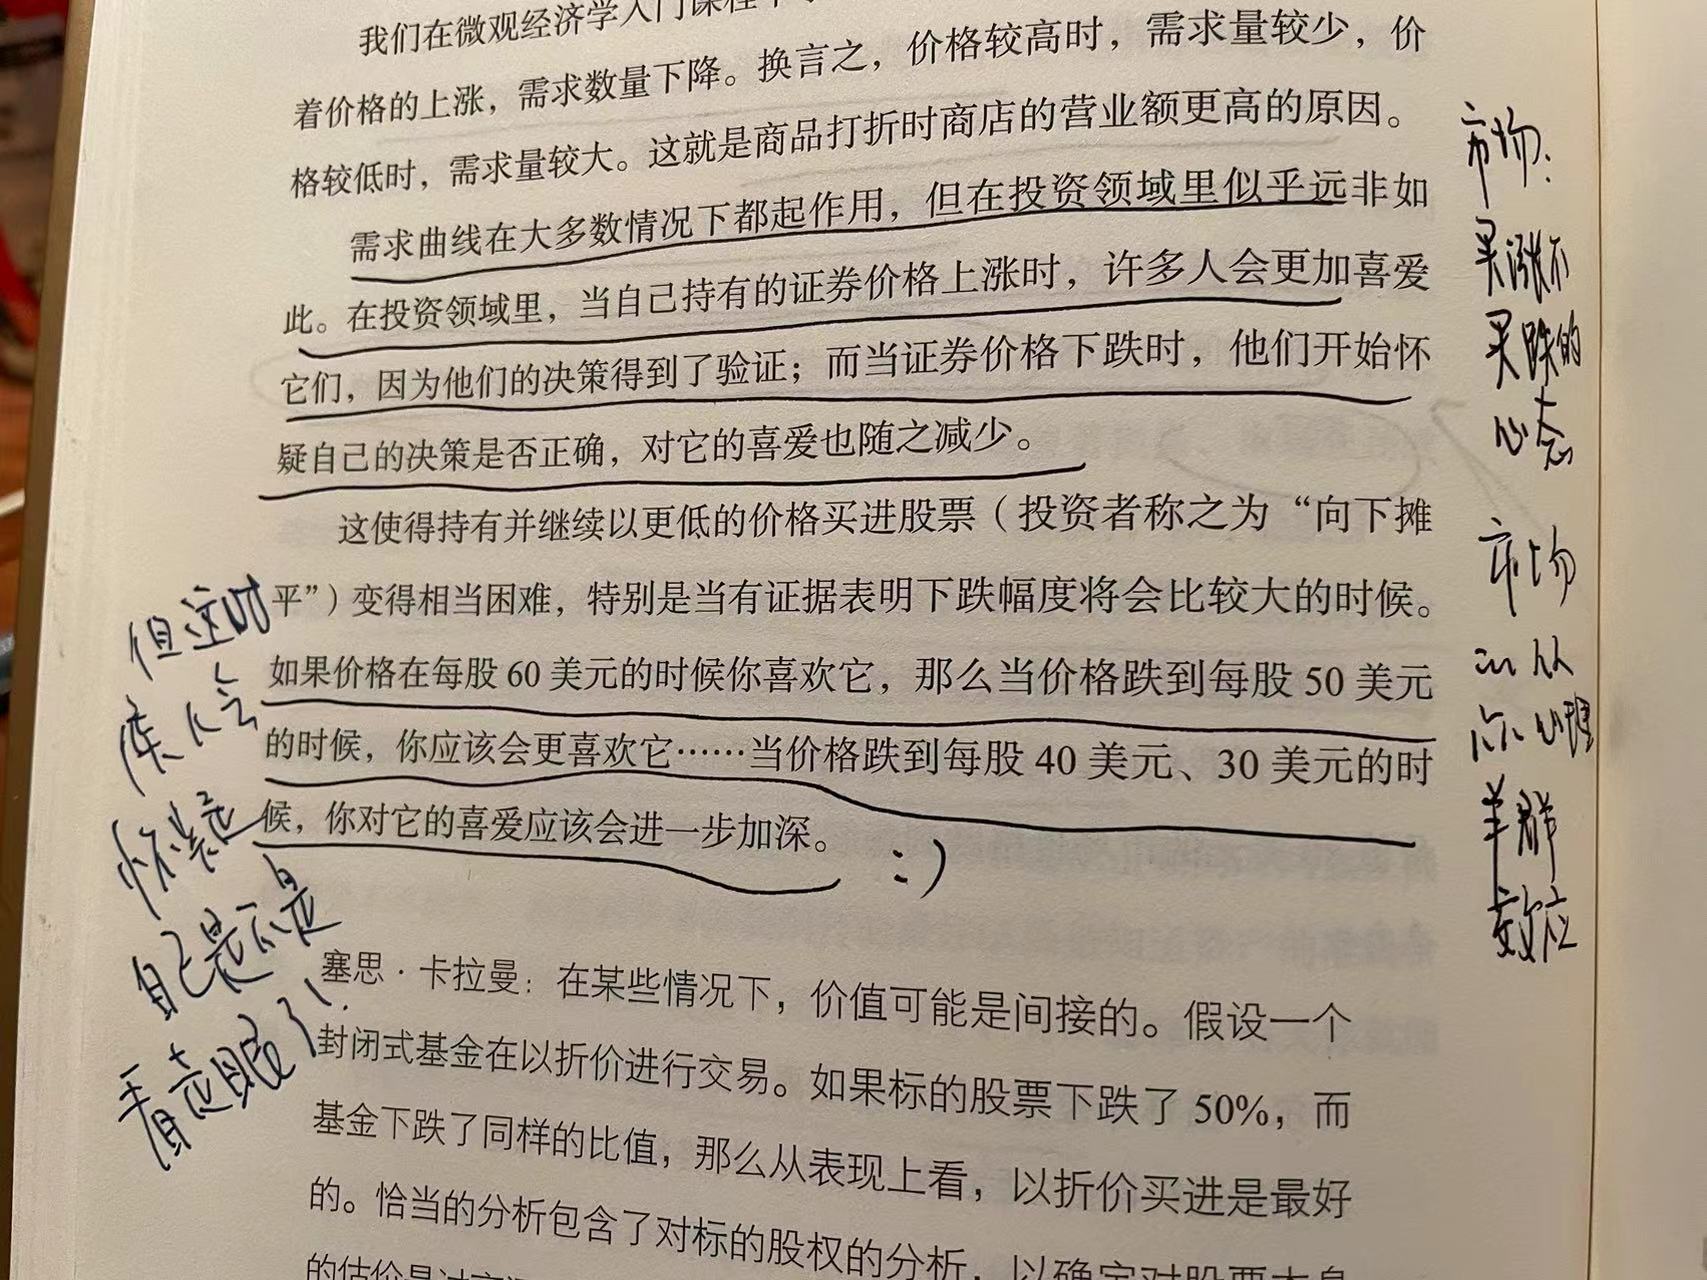 我们在微观经济学入门课程中
着价格的上涨，需求数量下降。换言之，价格较高时，需求量较少，价
格较低时，需求量较大。这就是商品打折时商店的营业额更高的原因。
需求曲线在大多数情况下都起作用，但在投资领域里似乎远非如
此。在投资领域里，当自己持有的证券价格上涨时，许多人会更加喜爱
它们，因为他们的决策得到了验证；而当证券价格下跌时，他们开始怀
疑自己的决策是否正确，对它的喜爱也随之减少。
这使得持有并继续以更低的价格买进股票（投资者称之为“向下摊
平”）变得相当困难，特别是当有证据表明下跌幅度将会比较大的时候。
如果价格在每股 60 美元的时候你喜欢它，那么当价格跌到每股 50 美元
的时候，你应该会更喜欢它……当价格跌到每股 40 美元、30 美元的时
候，你对它的喜爱应该会进一步加深。 :)
塞思·卡拉曼：在某些情况下，价值可能是间接的。假设一个
封闭式基金在以折价进行交易。如果标的股票下跌了 50%，而
基金下跌了同样的比值，那么从表现上看，以折价买进是最好
的。恰当的分析包含了对标的股权的分析，以确定对股票本身
的估价是
市场：
买涨不
买跌的
心态
市场
从
众心理
羊群
效应
但这时
人会
怀疑
自己是不是
看走眼了！